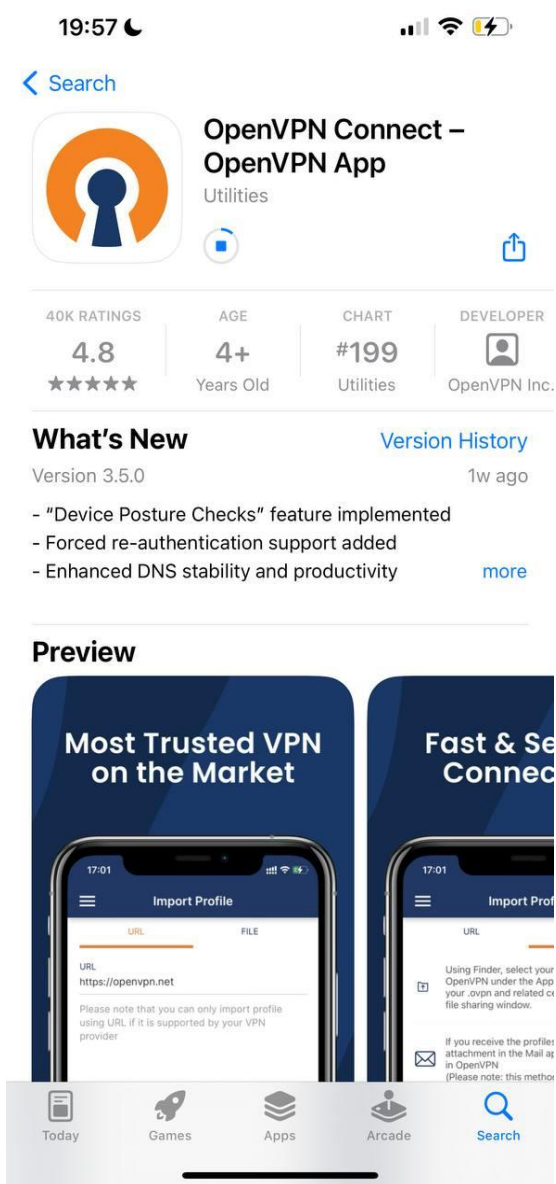 19:57
Search
OpenVPN Connect –
OpenVPN App
Utilities
40K RATINGS
4.8
AGE
4+
Years Old
CHART
#199
Utilities
DEVELOPER
OpenVPN Inc.
What's New
Version History
Version 3.5.0
1w ago
- “Device Posture Checks” feature implemented
- Forced re-authentication support added
- Enhanced DNS stability and productivity
more
Preview
Most Trusted VPN
on the Market
17:01
Import Profile
URL
FILE
URL
https://openvpn.net
Please note that you can only import profile
using URL if it is supported by your VPN
provider
Fast & Se
Connec
17:01
Import Prof
URL
Using Finder, select your
OpenVPN under the App
your .ovpn and related ce
file sharing window.
If you receive the profiles
attachment in the Mail ap
in OpenVPN
(Please note: this method
Today
Games
Apps
Arcade
Search